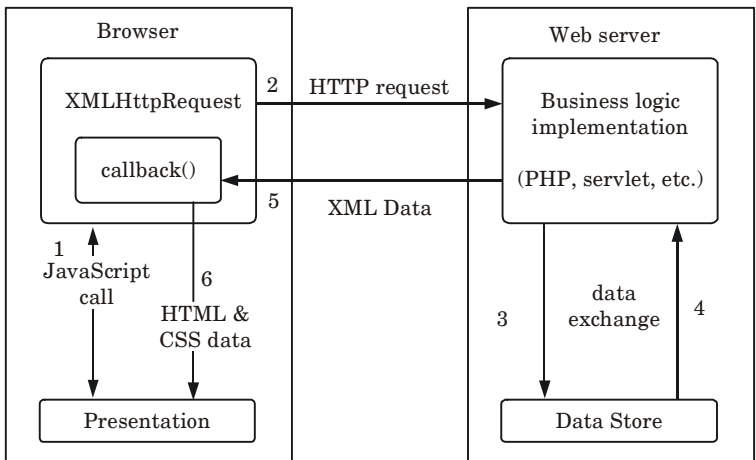 Browser
Web server
XMLHttpRequest
2
HTTP request
Business logic
implementation
callback()
(PHP, servlet, etc.)
5
XML Data
1
JavaScript
call
6
HTML &
CSS data
3
data
exchange
4
Presentation
Data Store